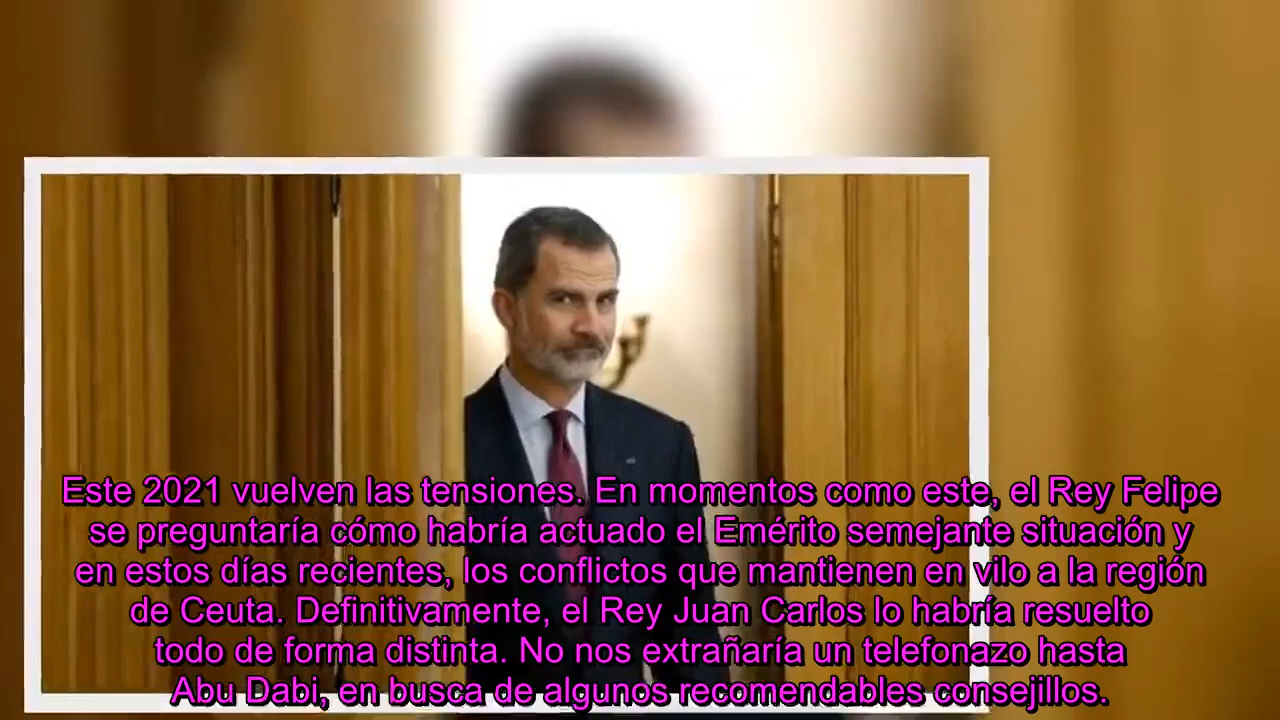 Este 2021 vuelven las tensiones. En momentos como este, el Rey Felipe
se preguntaría cómo habría actuado el Emérito semejante situación y
en estos días recientes, los conflictos que mantienen en vilo a la región
de Ceuta. Definitivamente, el Rey Juan Carlos lo habría resuelto
todo de forma distinta. No nos extrañaría un telefonazo hasta
Abu Dabi, en busca de algunos recomendables consejillos.